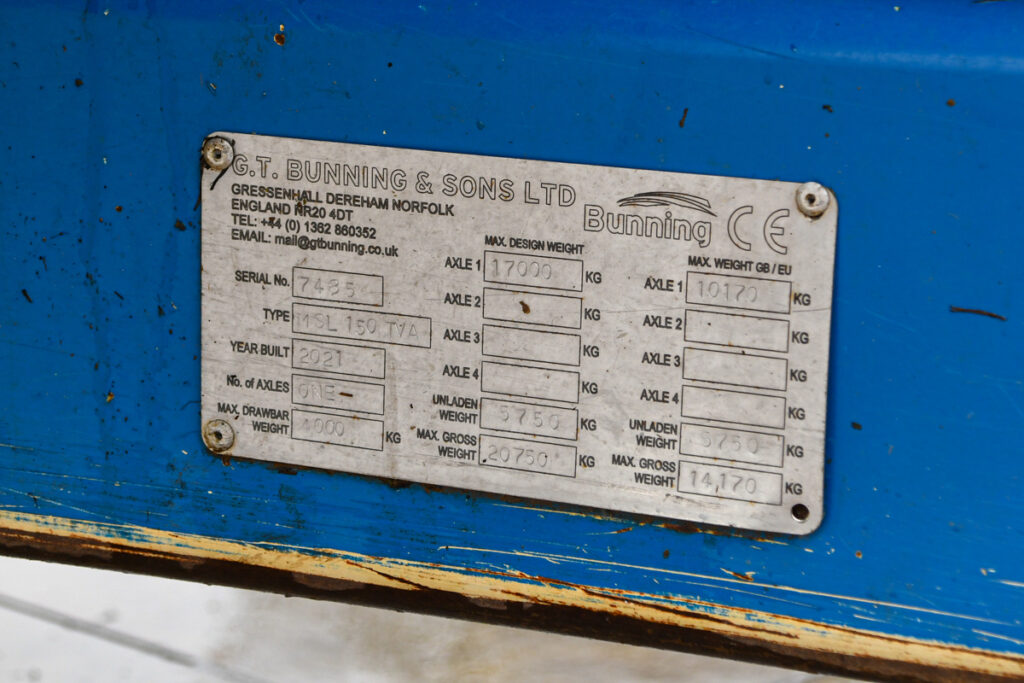 G.T. BUNNING & SONS LTD
GRESSENHALL DEREHAM NORFOLK
ENGLAND NR20 4DT
TEL: +44 (0) 1362 860352
EMAIL: mail@gtbunning.co.uk
Bunning CE
SERIAL No. 7485
TYPE 150 TVA
YEAR BUILT 2021
No. of AXLES ONE
MAX. DRAWBAR
WEIGHT 4000 KG
MAX. DESIGN WEIGHT
AXLE 1 17000 KG
AXLE 2 KG
AXLE 3 KG
AXLE 4 KG
UNLADEN
WEIGHT 5750 KG
MAX. GROSS
WEIGHT 20750 KG
MAX. WEIGHT GB / EU
AXLE 1 10170 KG
AXLE 2 KG
AXLE 3 KG
AXLE 4 KG
UNLADEN
WEIGHT 5750 KG
MAX. GROSS
WEIGHT 14,170 KG